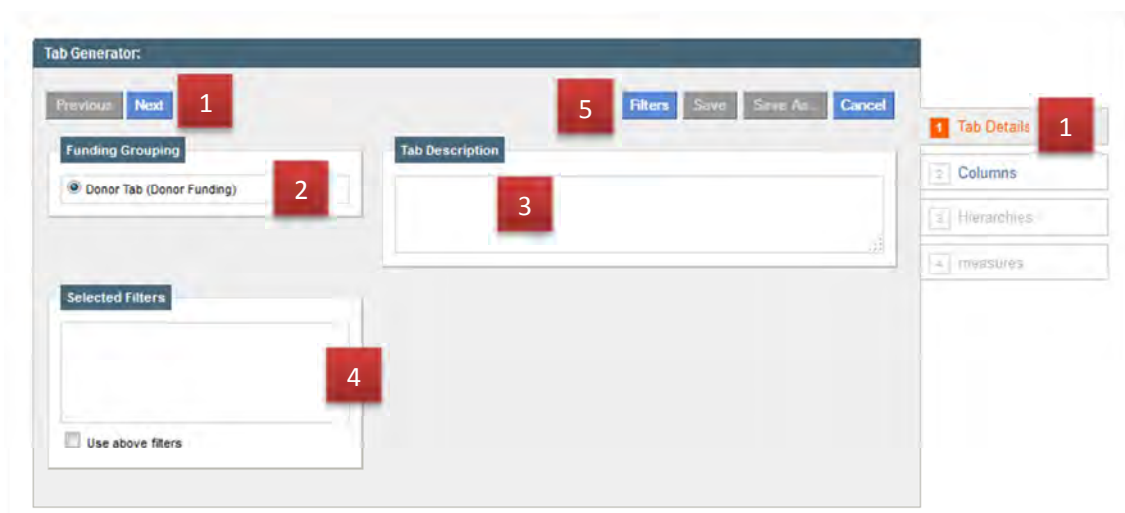 Tab Generator:
Previous Next 1 5 Filters Save Save As... Cancel
1 Tab Details 1
Funding Grouping Tab Description
2 Columns
Donor Tab (Donor Funding) 2 3
3 Hierarchies
4 measures
Selected Filters
4
Use above filters